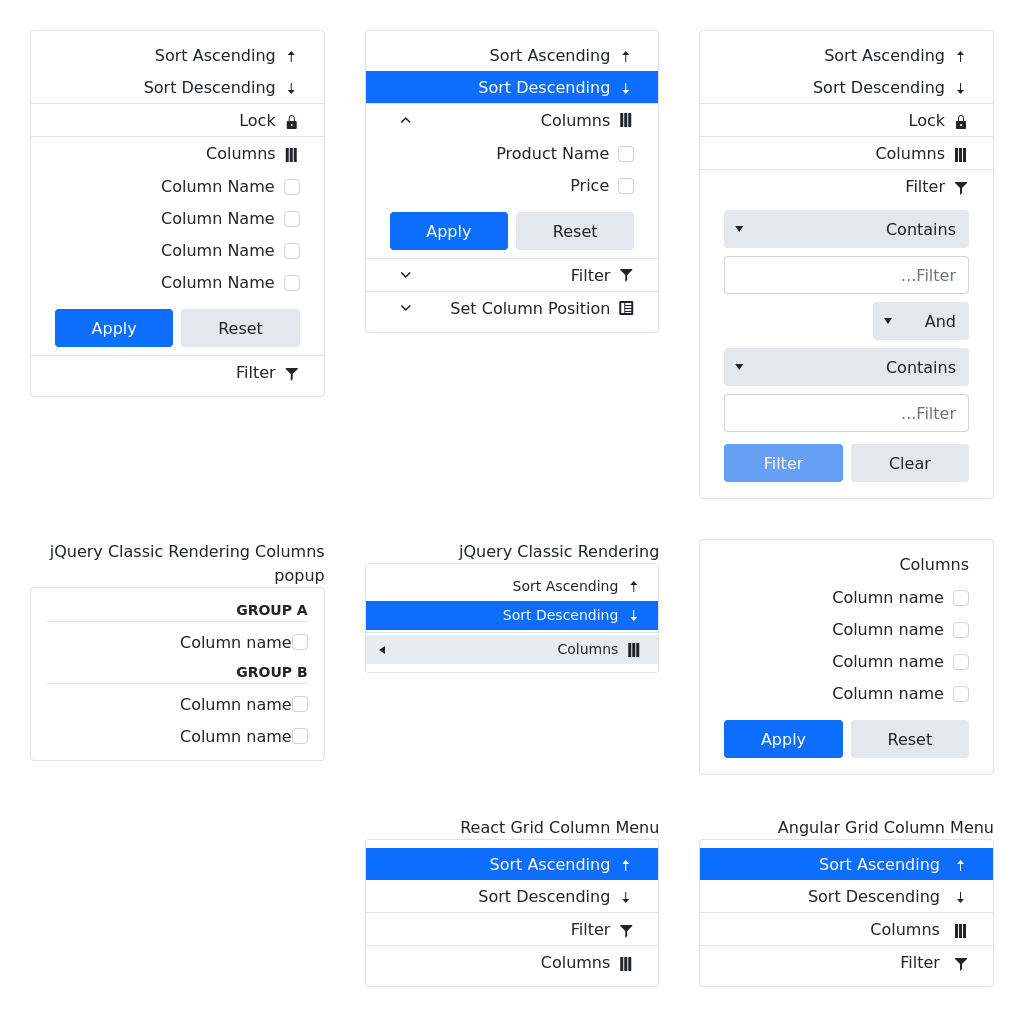 Sort Ascending
Sort Descending
Lock
Columns
Column Name
Column Name
Column Name
Column Name
Apply Reset
Filter
Sort Ascending
Sort Descending
Columns
Product Name
Price
Apply Reset
Filter
Set Column Position
Sort Ascending
Sort Descending
Lock
Columns
Filter
Contains
...Filter
And
Contains
...Filter
Filter Clear
jQuery Classic Rendering Columns
popup
GROUP A
Column name
GROUP B
Column name
Column name
jQuery Classic Rendering
Sort Ascending
Sort Descending
Columns
Columns
Column name
Column name
Column name
Column name
Apply Reset
React Grid Column Menu
Sort Ascending
Sort Descending
Filter
Columns
Angular Grid Column Menu
Sort Ascending
Sort Descending
Columns
Filter